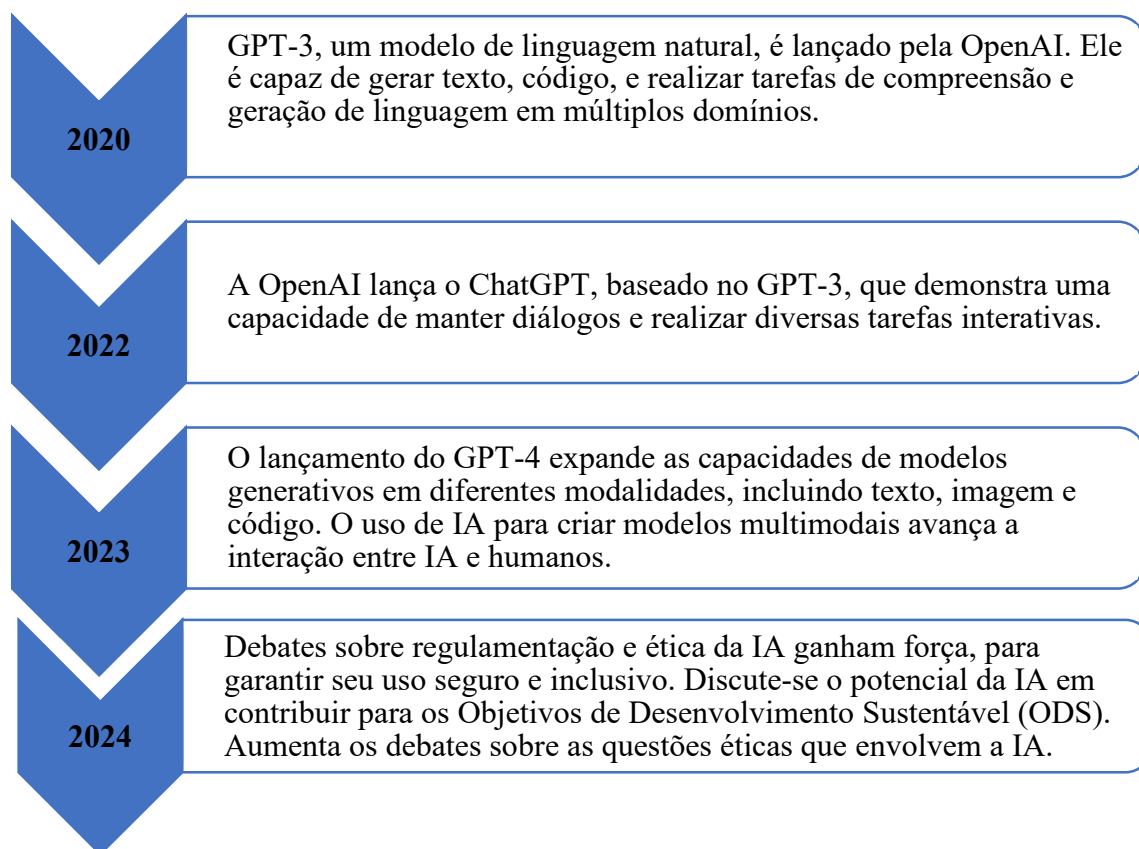 2020
GPT-3, um modelo de linguagem natural, é lançado pela OpenAI. Ele
é capaz de gerar texto, código, e realizar tarefas de compreensão e
geração de linguagem em múltiplos domínios.
2022
A OpenAI lança o ChatGPT, baseado no GPT-3, que demonstra uma
capacidade de manter diálogos e realizar diversas tarefas interativas.
2023
O lançamento do GPT-4 expande as capacidades de modelos
generativos em diferentes modalidades, incluindo texto, imagem e
código. O uso de IA para criar modelos multimodais avança a
interação entre IA e humanos.
2024
Debates sobre regulamentação e ética da IA ganham força, para
garantir seu uso seguro e inclusivo. Discute-se o potencial da IA em
contribuir para os Objetivos de Desenvolvimento Sustentável (ODS).
Aumenta os debates sobre as questões éticas que envolvem a IA.